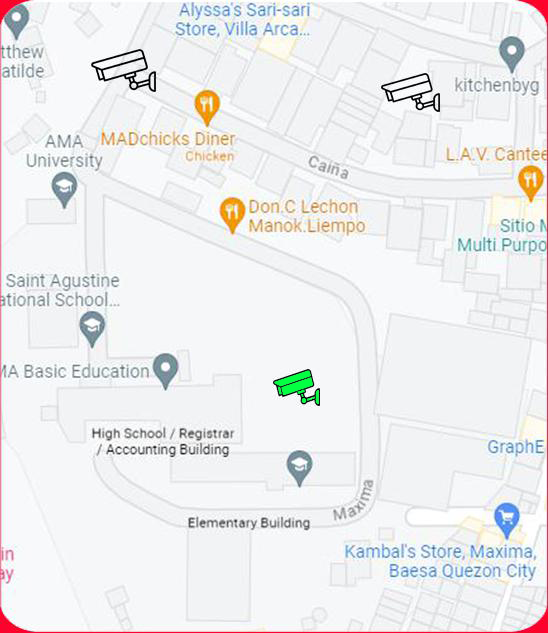 Alyssa's Sari-sari
Store, Villa Arca...
tthew
atilde
kitchenbyg
AMA
University
MADchicks Diner
Chicken
Caiña
L.A.V. Cantee
Don.C Lechon
Manok.Liempo
Sitio M
Multi Purpo
Saint Agustine
ational School...
MA Basic Education
High School / Registrar
/ Accounting Building
GraphE
Maxima
Elementary Building
Kambal's Store, Maxima,
Baesa Quezon City
in
ay